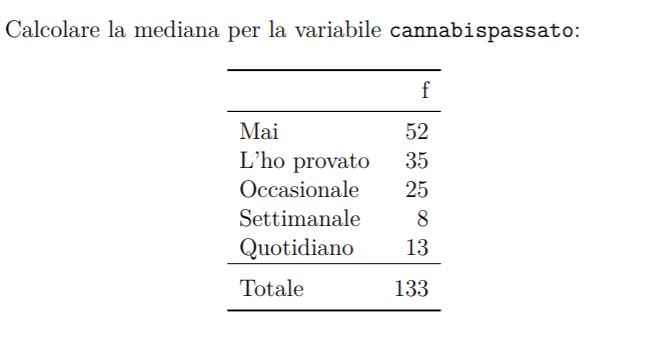 Calcolare la mediana per la variabile cannabispassato:
f
Mai 52
L'ho provato 35
Occasionale 25
Settimanale 8
Quotidiano 13
Totale 133